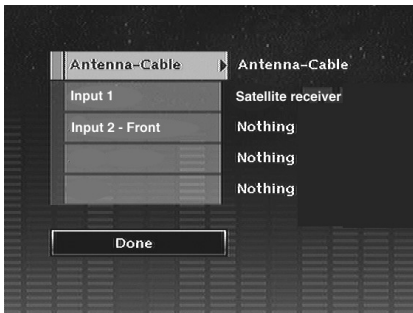 Antenna-Cable Antenna-Cable
Input 1 Satellite receiver
Input 2 - Front Nothing
Nothing
Nothing
Done